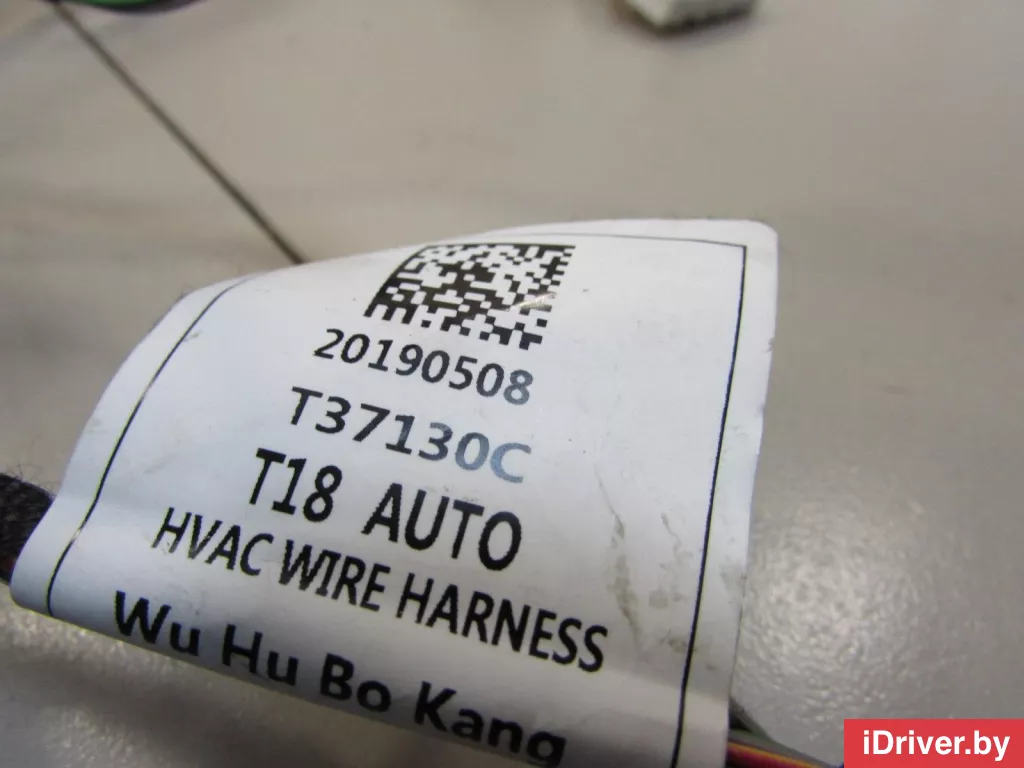 20190508
T37130C
T18 AUTO
HVAC WIRE HARNESS
Wu Hu Bo Kang
iDriver.by